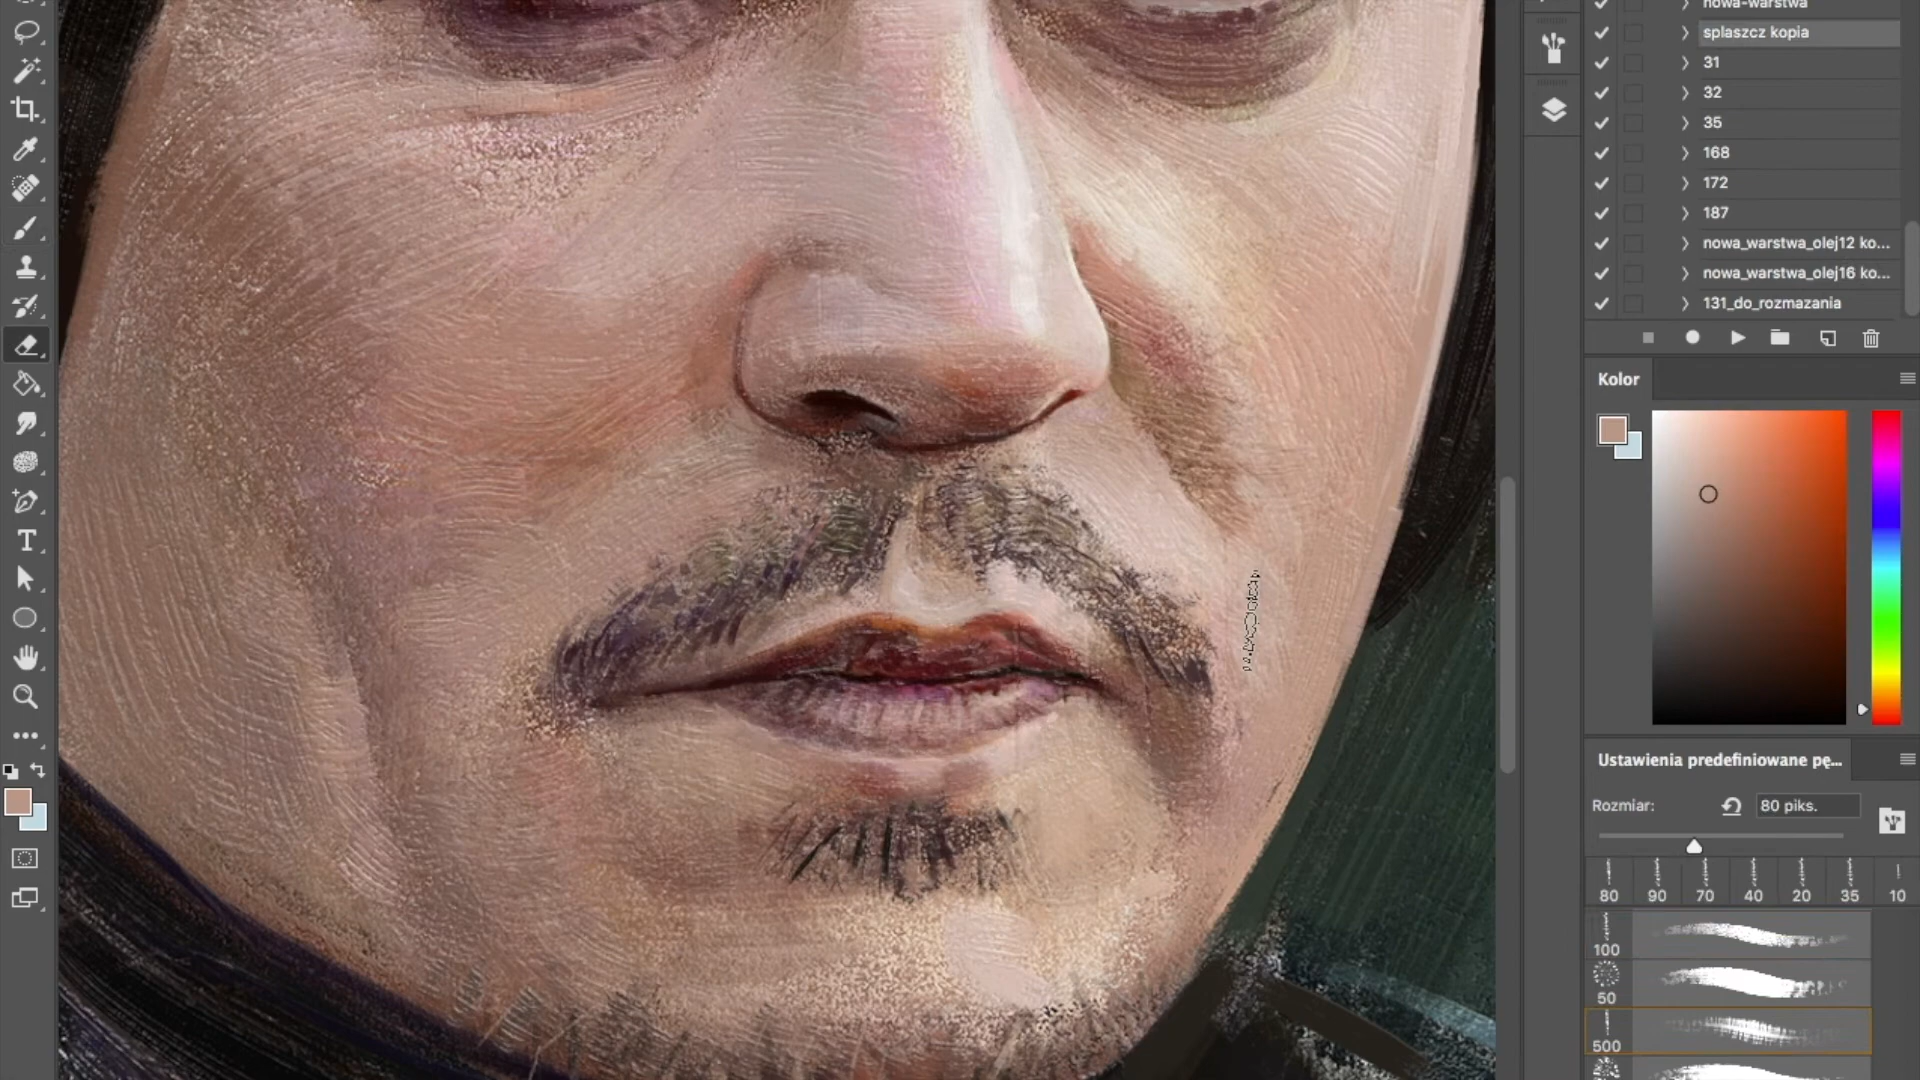 nowa-warstwa
splaszcz kopia
31
32
35
168
172
187
nowa_warstwa_olej12 ko...
nowa_warstwa_olej16 ko...
131_do_rozmazania
Kolor
Ustawienia predefiniowane pę...
Rozmiar:
80 piks.
80 90 70 40 20 35 10
100
50
500